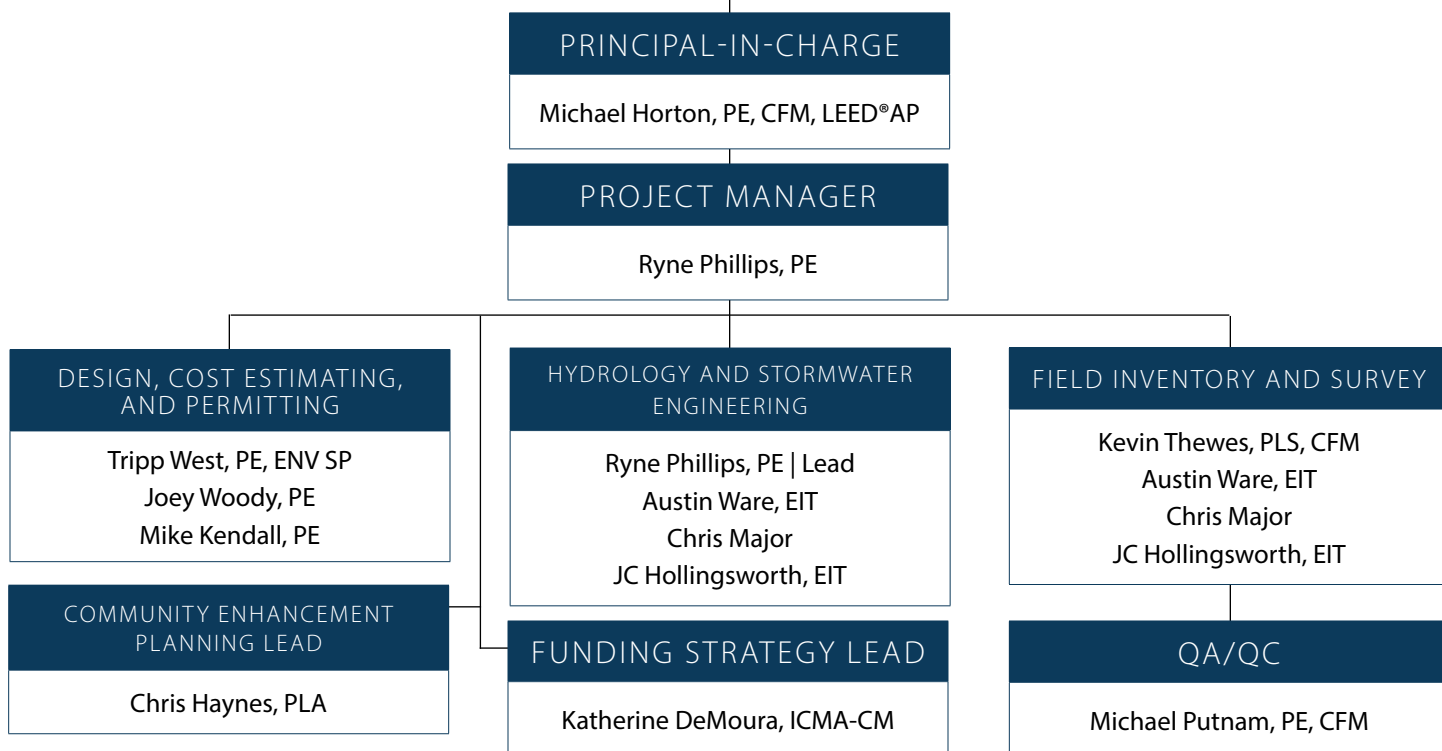 PRINCIPAL-IN-CHARGE
Michael Horton, PE, CFM, LEED®AP
PROJECT MANAGER
Ryne Phillips, PE
DESIGN, COST ESTIMATING,
AND PERMITTING
Tripp West, PE, ENV SP
Joey Woody, PE
Mike Kendall, PE
HYDROLOGY AND STORMWATER
ENGINEERING
Ryne Phillips, PE | Lead
Austin Ware, EIT
Chris Major
JC Hollingsworth, EIT
FIELD INVENTORY AND SURVEY
Kevin Thewes, PLS, CFM
Austin Ware, EIT
Chris Major
JC Hollingsworth, EIT
COMMUNITY ENHANCEMENT
PLANNING LEAD
Chris Haynes, PLA
FUNDING STRATEGY LEAD
Katherine DeMoura, ICMA-CM
QA/QC
Michael Putnam, PE, CFM